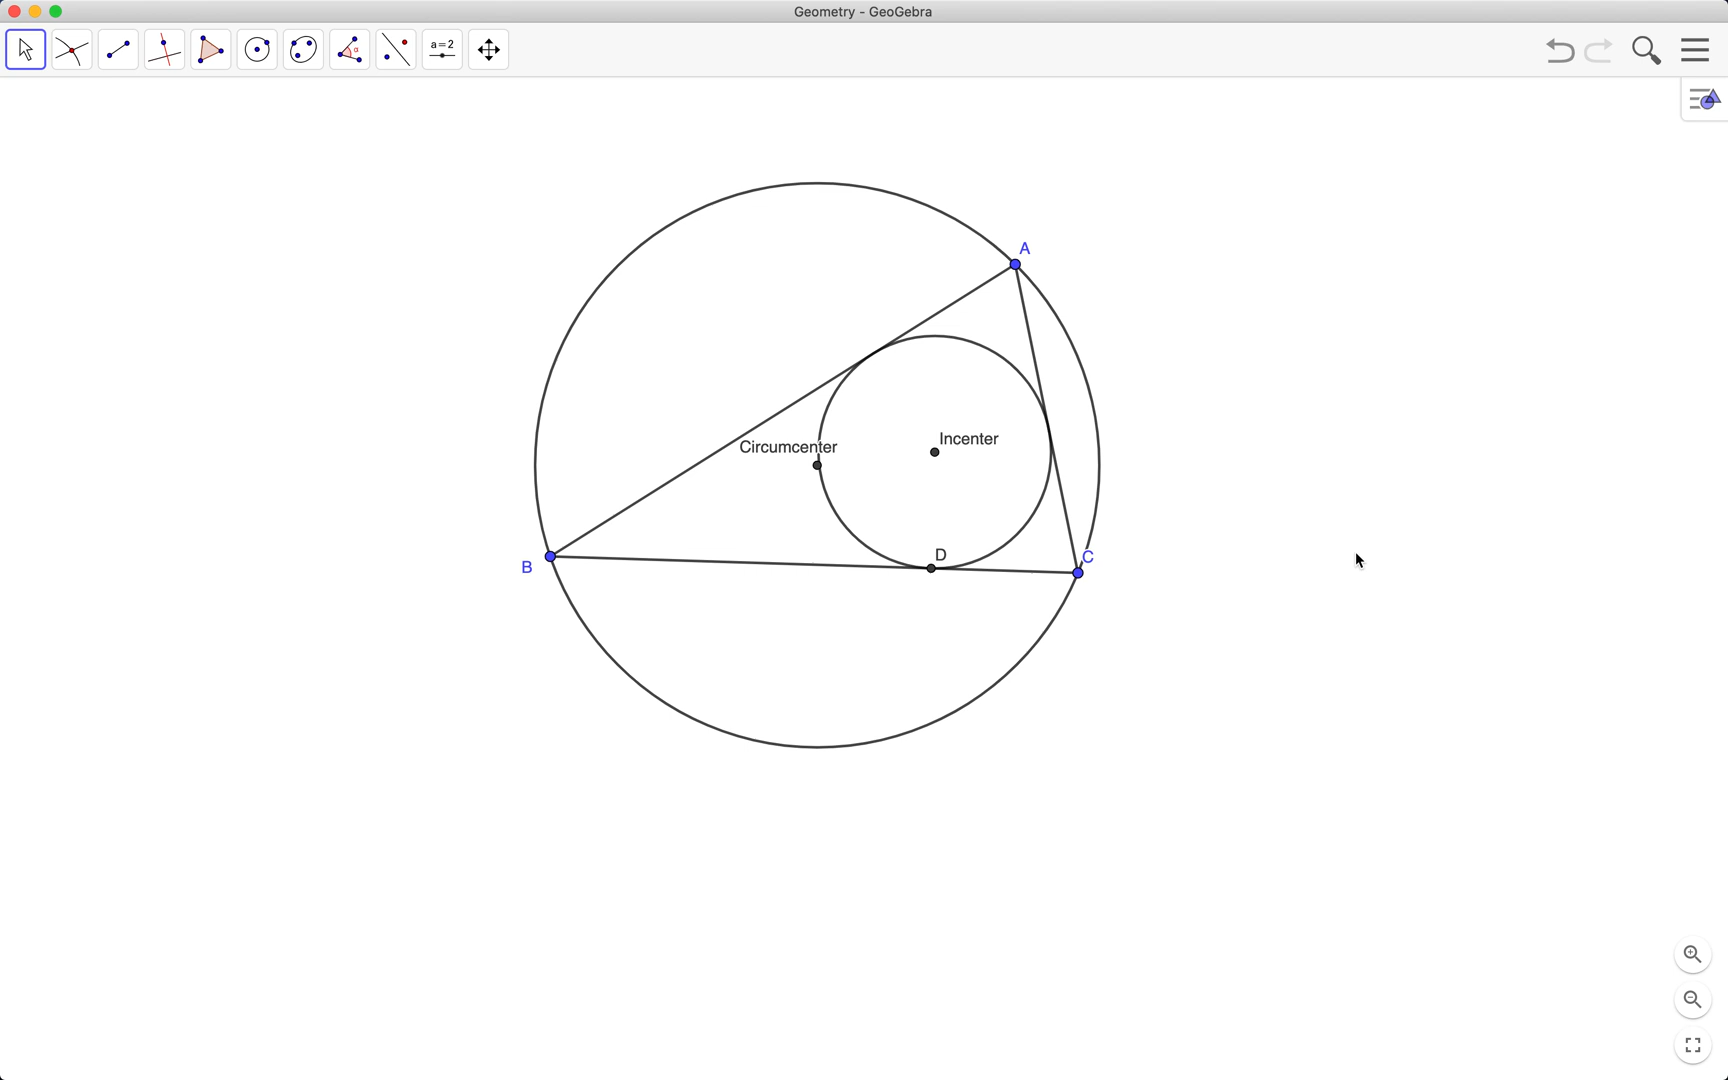 Geometry - GeoGebra
α
a=2
A
Incenter
Circumcenter
D
C
B